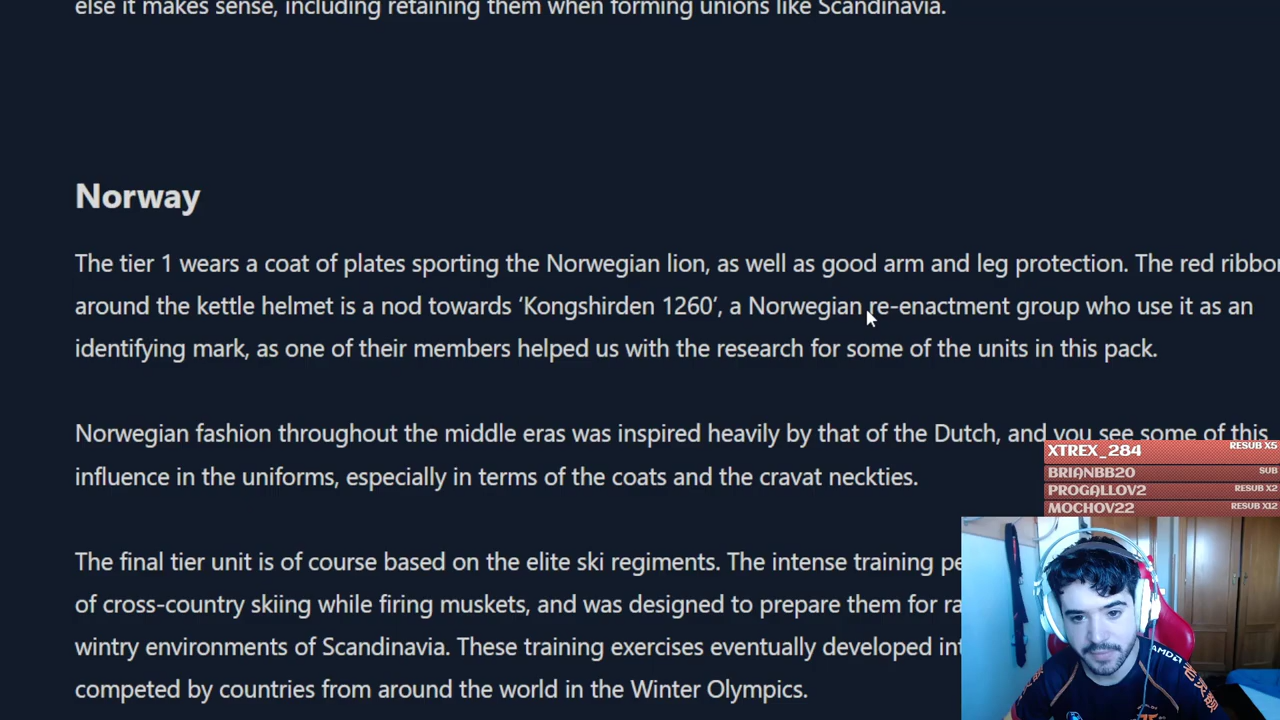 else it makes sense, including retaining them when forming unions like Scandinavia.
Norway
The tier 1 wears a coat of plates sporting the Norwegian lion, as well as good arm and leg protection. The red ribbo
around the kettle helmet is a nod towards ‘Kongshirden 1260’, a Norwegian re-enactment group who use it as an
identifying mark, as one of their members helped us with the research for some of the units in this pack.
Norwegian fashion throughout the middle eras was inspired heavily by that of the Dutch, and you see some of this
influence in the uniforms, especially in terms of the coats and the cravat neckties.
The final tier unit is of course based on the elite ski regiments. The intense training pe
of cross-country skiing while firing muskets, and was designed to prepare them for ra
wintry environments of Scandinavia. These training exercises eventually developed int
competed by countries from around the world in the Winter Olympics.
XTREX_284 RESUB X5
BRIANBB20 SUB
PROGALLOV2 RESUB X2
MOCHOV22 RESUB X12
AMD